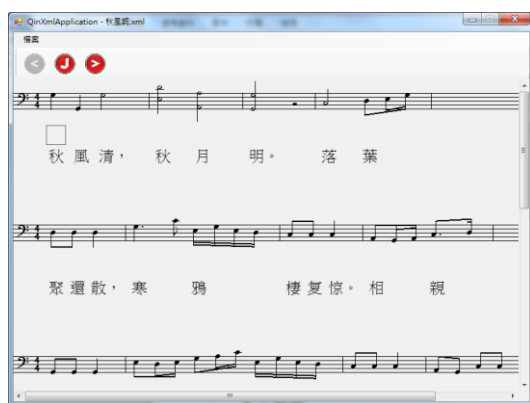 QinXmlApplication - 秋風詞.xml
檔案
J
秋風清，秋月明。落葉
聚還散，寒鴉棲复惊。相親